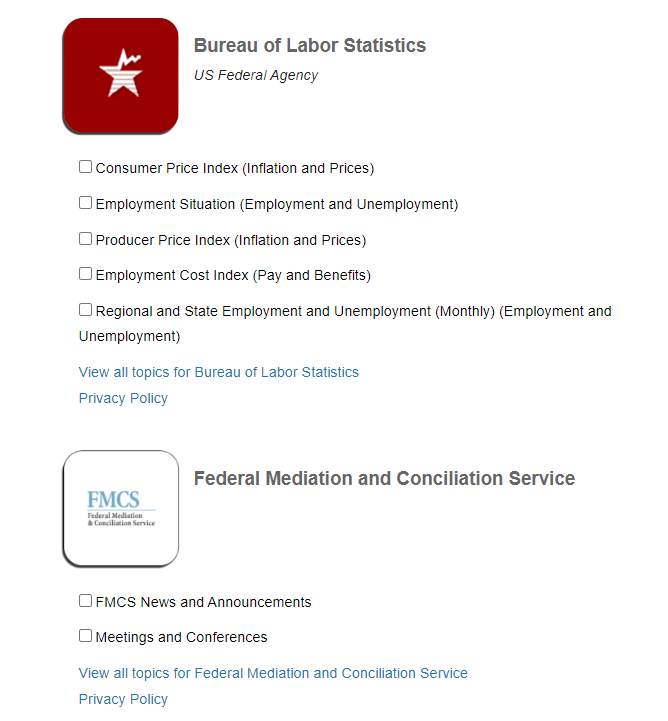 Bureau of Labor Statistics
US Federal Agency
Consumer Price Index (Inflation and Prices)
Employment Situation (Employment and Unemployment)
Producer Price Index (Inflation and Prices)
Employment Cost Index (Pay and Benefits)
Regional and State Employment and Unemployment (Monthly) (Employment and
Unemployment)
View all topics for Bureau of Labor Statistics
Privacy Policy
FMCS
Federal Mediation
& Conciliation Service
Federal Mediation and Conciliation Service
FMCS News and Announcements
Meetings and Conferences
View all topics for Federal Mediation and Conciliation Service
Privacy Policy